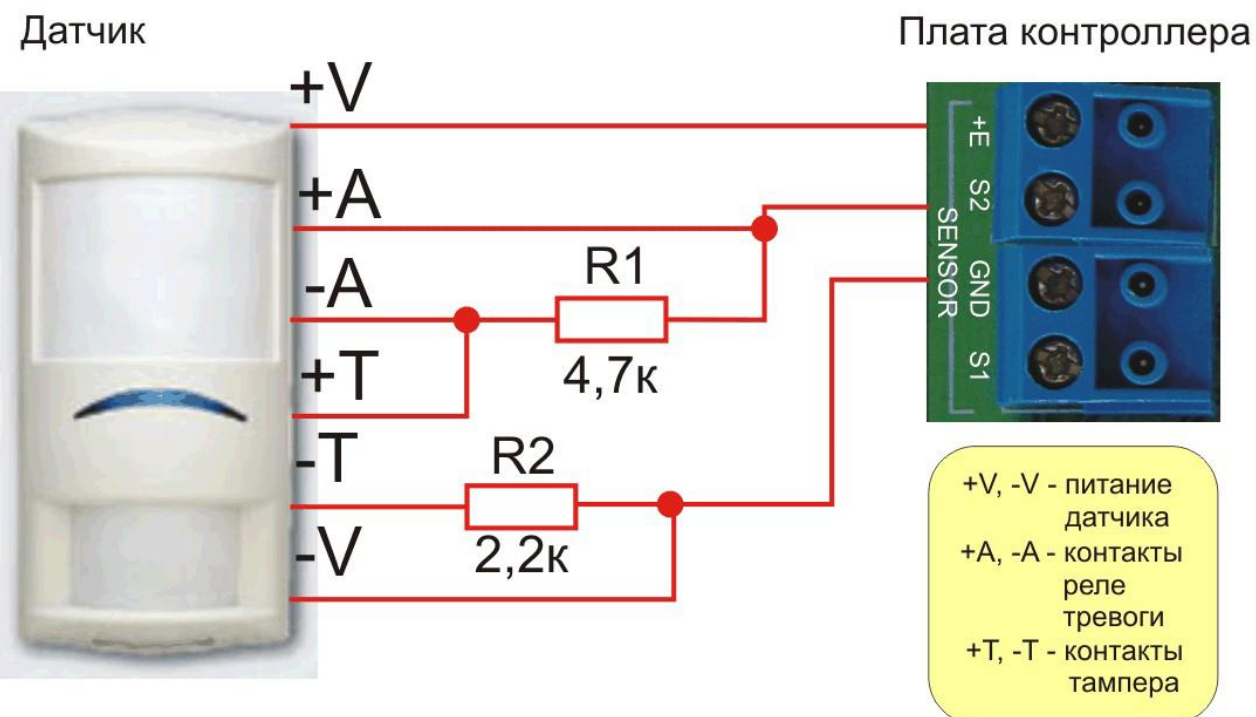 Датчик
Плата контроллера
+V
+A
-A
+T
-T
-V
R1
4,7к
R2
2,2к
+E
S2
GND
S1
SENSOR
+V, -V - питание
датчика
+A, -A - контакты
реле
тревоги
+T, -T - контакты
тампера